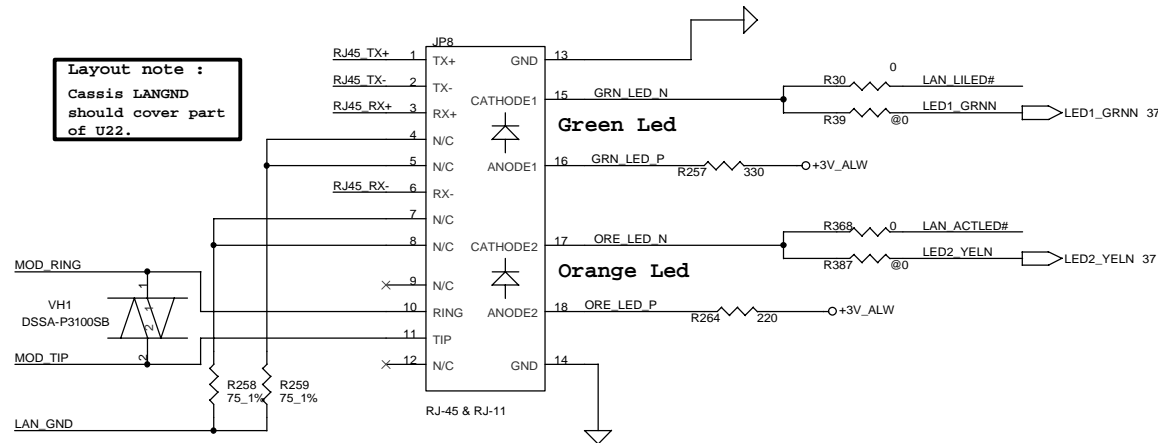 Layout note :
Cassis LANGND
should cover part
of U22.
JP8
RJ45_TX+
1
TX+
RJ45_TX-
2
TX-
RJ45_RX+
3
RX+
4
N/C
5
N/C
RJ45_RX-
6
RX-
7
N/C
8
N/C
9
N/C
10
RING
11
TIP
12
N/C
GND
13
CATHODE1
15
GRN_LED_N
Green Led
ANODE1
16
GRN_LED_P
R257
330
+3V_ALW
R30
0
LAN_LILED#
R39
@0
LED1_GRNN
LED1_GRNN 37
CATHODE2
17
ORE_LED_N
Orange Led
ANODE2
18
ORE_LED_P
R264
220
+3V_ALW
R368
0
LAN_ACTLED#
R387
@0
LED2_YELN
LED2_YELN 37
GND
14
RJ-45 & RJ-11
MOD_RING
1
1
VH1
DSSA-P3100SB
2
2
MOD_TIP
R258
75_1%
R259
75_1%
LAN_GND